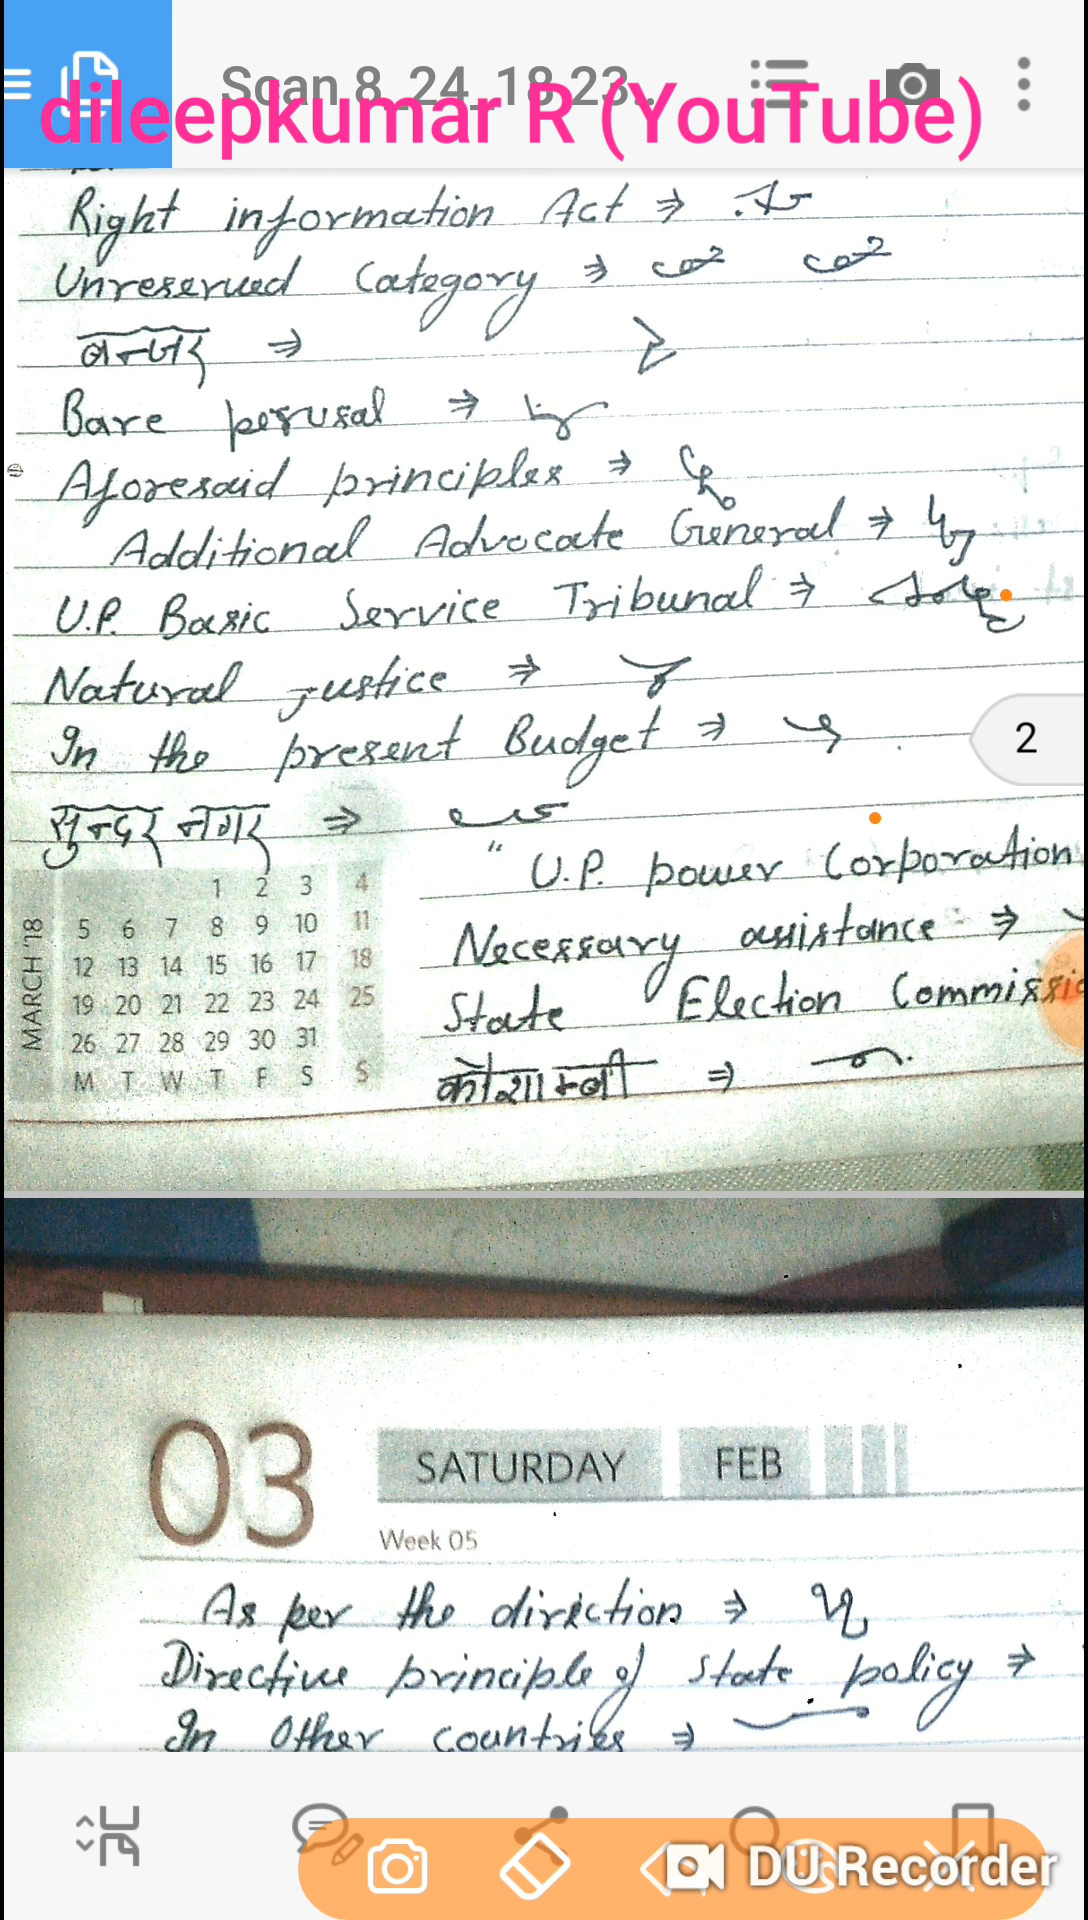 Scan 8_24_18 23..
dileepkumar R (YouTube)
Right information Act ⇒
Unreserved Category ⇒
बन्जर ⇒
Bare perusal ⇒
Aforesaid principles ⇒
Additional Advocate General ⇒
U.P. Basic Service Tribunal ⇒
Natural justice ⇒
In the present Budget ⇒
2
सुन्दर नगर ⇒
" U.P. power Corporation
Necessary assistance ⇒
State Election Commissio
कोशाम्बी ⇒
MARCH '18
1 2 3 4
5 6 7 8 9 10 11
12 13 14 15 16 17 18
19 20 21 22 23 24 25
26 27 28 29 30 31
M T W T F S S
03 SATURDAY FEB
Week 05
As per the direction ⇒
Directive principle of state policy ⇒
In Other countries ⇒
DU Recorder